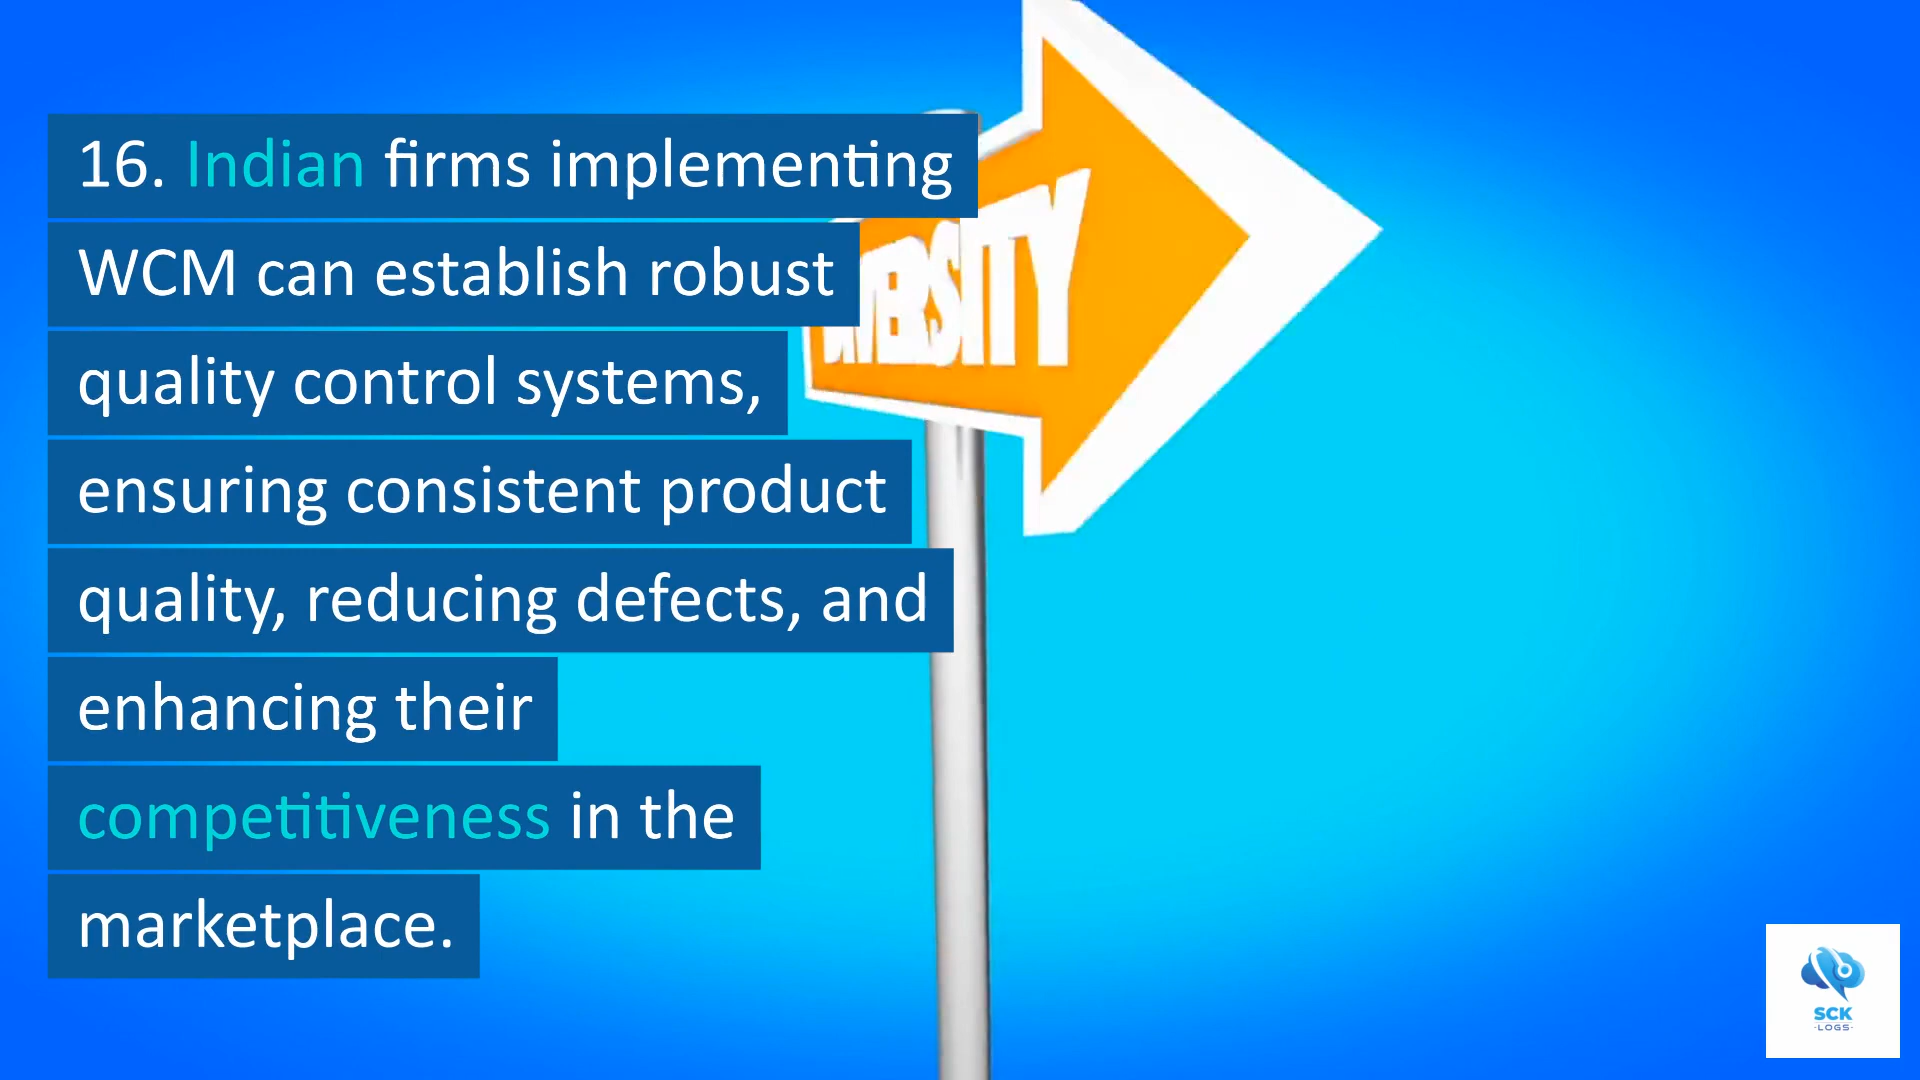 16. Indian firms implementing
WCM can establish robust
quality control systems,
ensuring consistent product
quality, reducing defects, and
enhancing their
competitiveness in the
marketplace.
DIVERSITY
SCK
-LOGS-